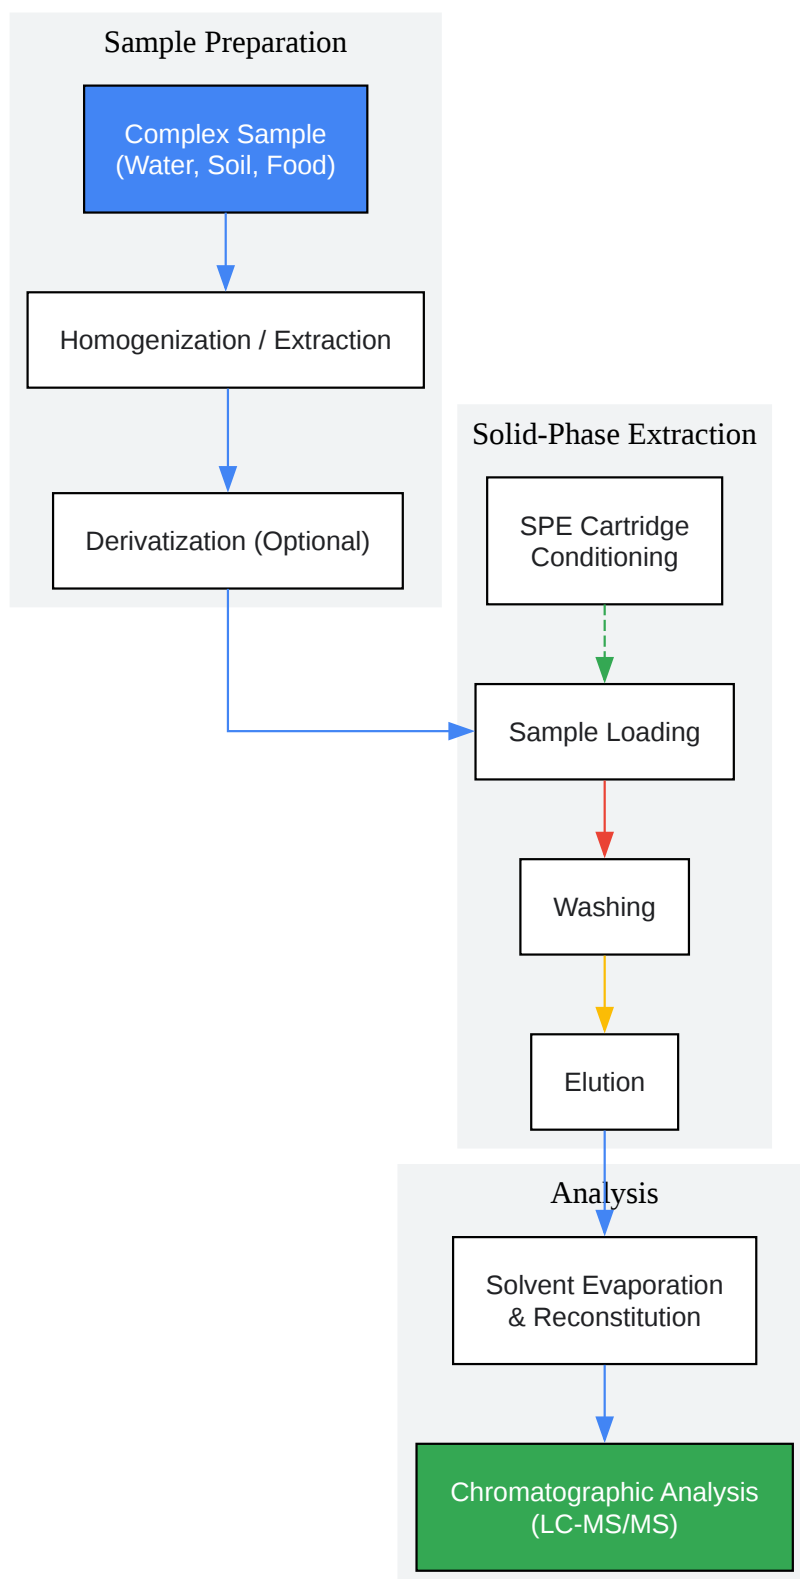 Sample Preparation
Complex Sample
(Water, Soil, Food)
Homogenization / Extraction
Derivatization (Optional)
Solid-Phase Extraction
SPE Cartridge
Conditioning
Sample Loading
Washing
Elution
Analysis
Solvent Evaporation
& Reconstitution
Chromatographic Analysis
(LC-MS/MS)